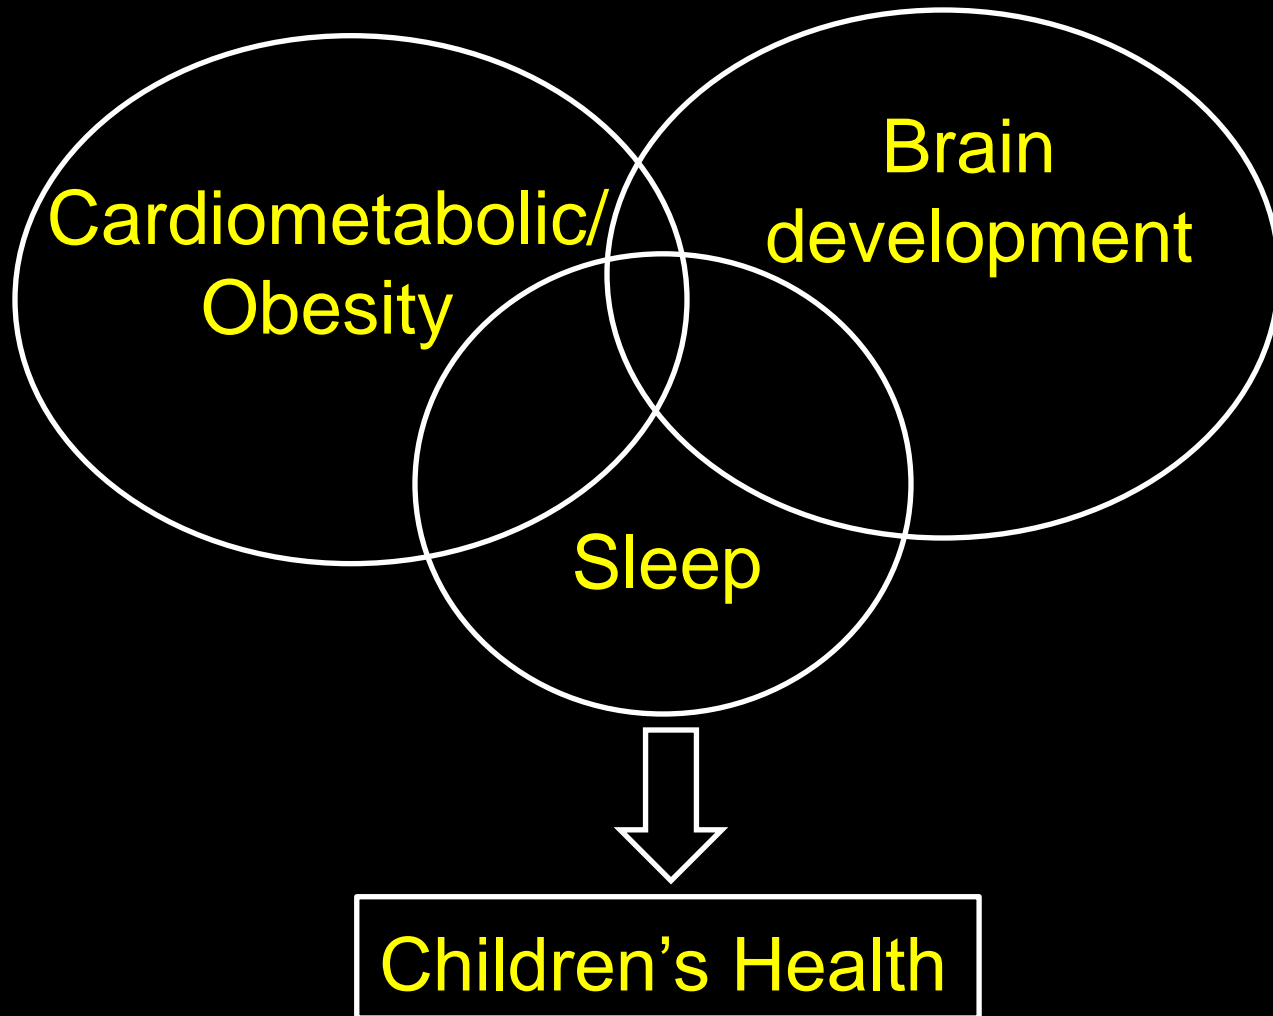 Cardiometabolic/
Obesity
Brain
development
Sleep
Children’s Health